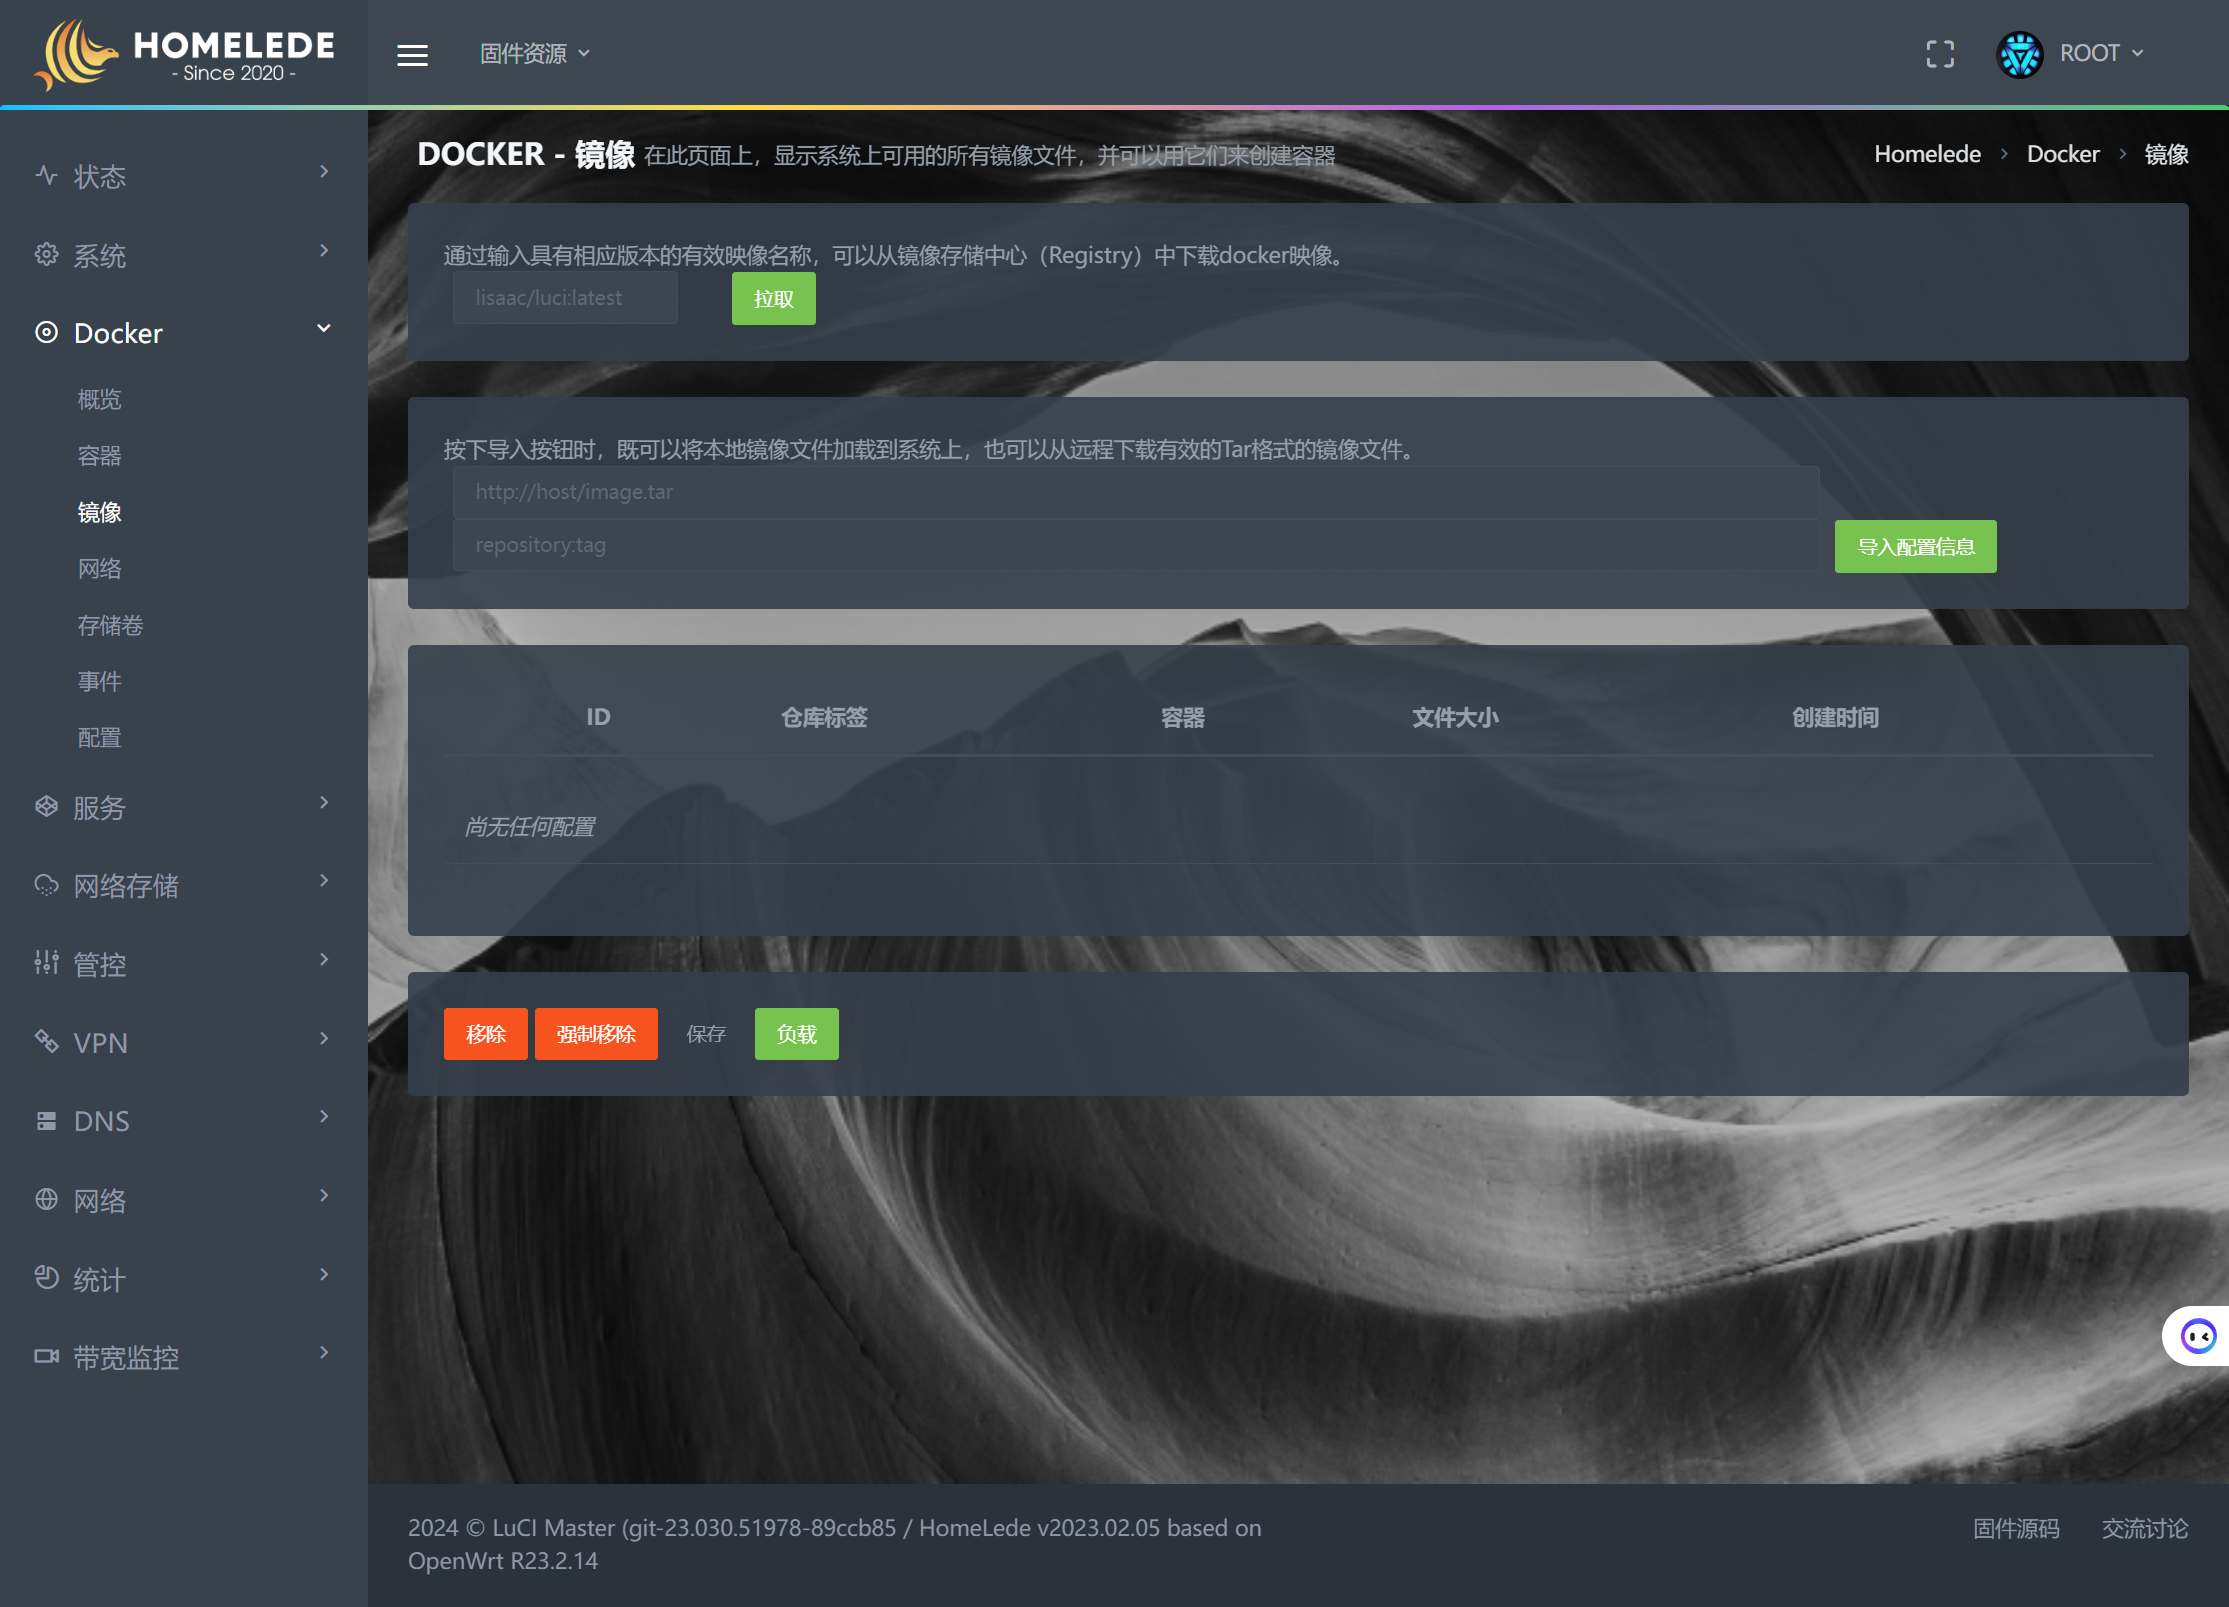 HOMELEDE
- Since 2020 -
固件资源
ROOT
状态
系统
Docker
概览
容器
镜像
网络
存储卷
事件
配置
服务
网络存储
管控
VPN
DNS
网络
统计
带宽监控
DOCKER - 镜像 在此页面上，显示系统上可用的所有镜像文件，并可以用它们来创建容器
Homelede > Docker > 镜像
通过输入具有相应版本的有效映像名称，可以从镜像存储中心（Registry）中下载docker映像。
lisaac/luci:latest
拉取
按下导入按钮时，既可以将本地镜像文件加载到系统上，也可以从远程下载有效的Tar格式的镜像文件。
http://host/image.tar
repository:tag
导入配置信息
ID 仓库标签 容器 文件大小 创建时间
尚无任何配置
移除 强制移除 保存 负载
2024 © LuCI Master (git-23.030.51978-89ccb85 / HomeLede v2023.02.05 based on
OpenWrt R23.2.14
固件源码 交流讨论